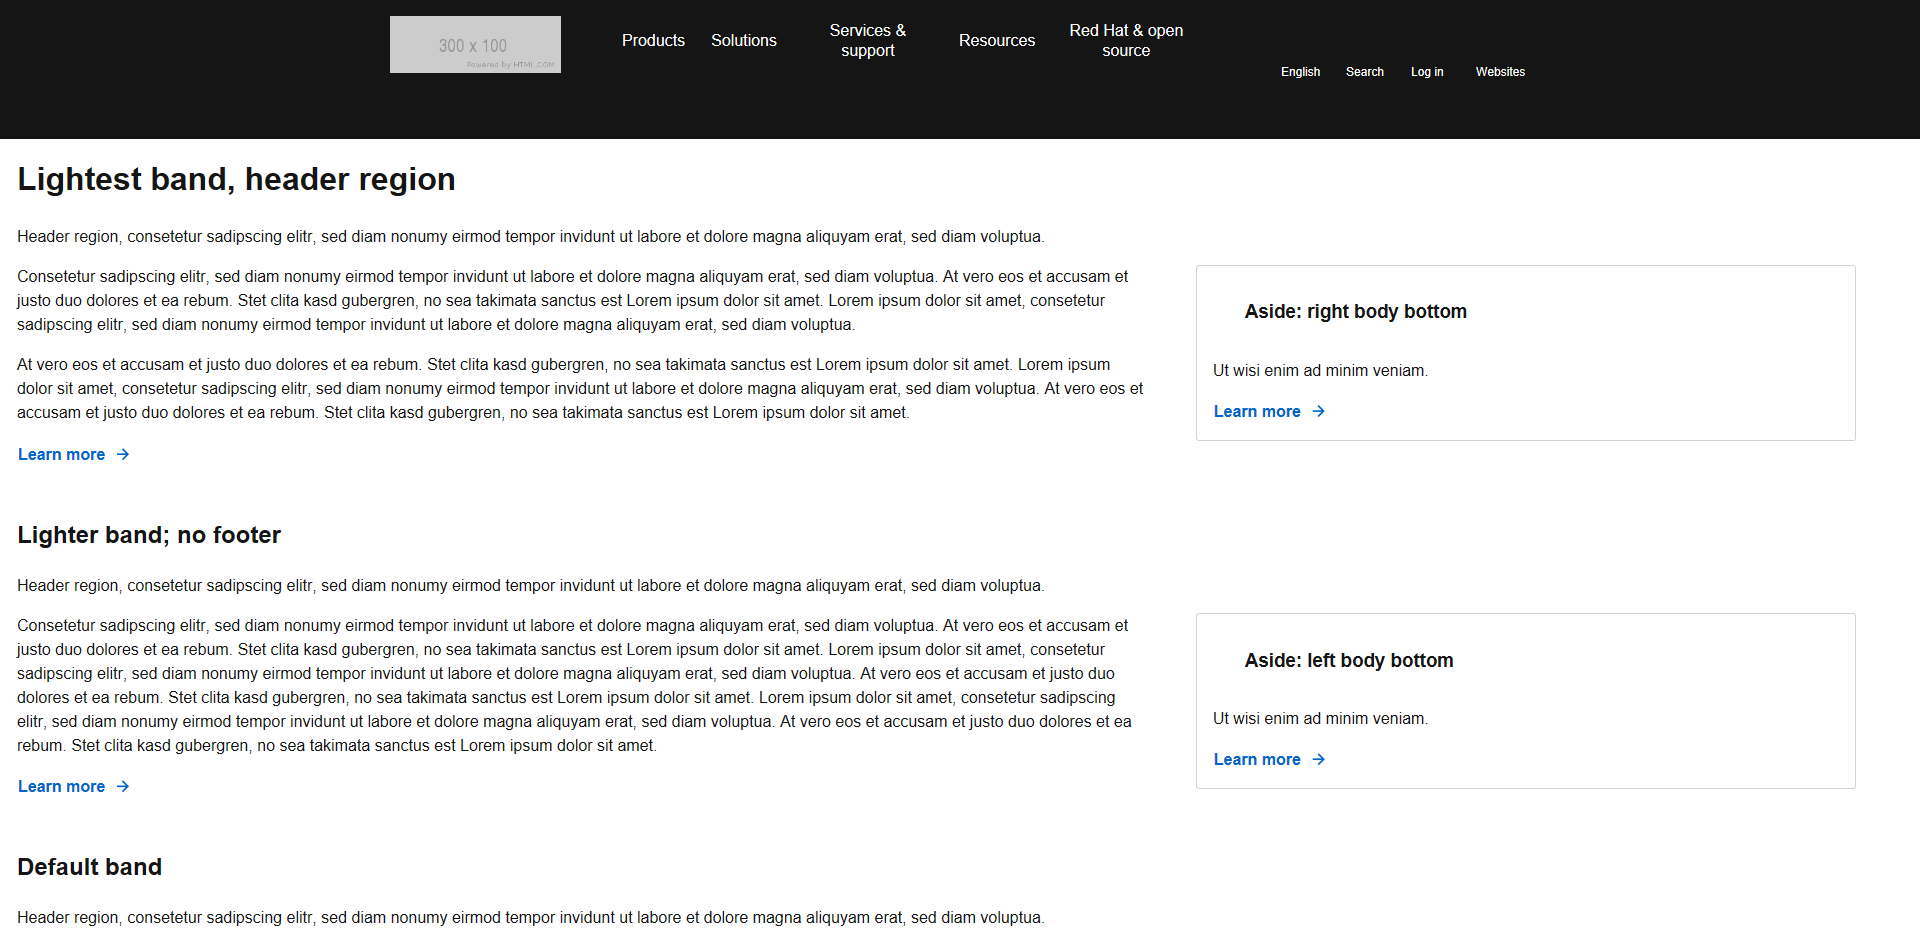 300 x 100
Powered by HTML.COM
Products
Solutions
Services &
support
Resources
Red Hat & open
source
English
Search
Log in
Websites
Lightest band, header region
Header region, consetetur sadipscing elitr, sed diam nonumy eirmod tempor invidunt ut labore et dolore magna aliquyam erat, sed diam voluptua.
Consetetur sadipscing elitr, sed diam nonumy eirmod tempor invidunt ut labore et dolore magna aliquyam erat, sed diam voluptua. At vero eos et accusam et
justo duo dolores et ea rebum. Stet clita kasd gubergren, no sea takimata sanctus est Lorem ipsum dolor sit amet. Lorem ipsum dolor sit amet, consetetur
sadipscing elitr, sed diam nonumy eirmod tempor invidunt ut labore et dolore magna aliquyam erat, sed diam voluptua.
At vero eos et accusam et justo duo dolores et ea rebum. Stet clita kasd gubergren, no sea takimata sanctus est Lorem ipsum dolor sit amet. Lorem ipsum
dolor sit amet, consetetur sadipscing elitr, sed diam nonumy eirmod tempor invidunt ut labore et dolore magna aliquyam erat, sed diam voluptua. At vero eos et
accusam et justo duo dolores et ea rebum. Stet clita kasd gubergren, no sea takimata sanctus est Lorem ipsum dolor sit amet.
Learn more
Aside: right body bottom
Ut wisi enim ad minim veniam.
Learn more
Lighter band; no footer
Header region, consetetur sadipscing elitr, sed diam nonumy eirmod tempor invidunt ut labore et dolore magna aliquyam erat, sed diam voluptua.
Consetetur sadipscing elitr, sed diam nonumy eirmod tempor invidunt ut labore et dolore magna aliquyam erat, sed diam voluptua. At vero eos et accusam et
justo duo dolores et ea rebum. Stet clita kasd gubergren, no sea takimata sanctus est Lorem ipsum dolor sit amet. Lorem ipsum dolor sit amet, consetetur
sadipscing elitr, sed diam nonumy eirmod tempor invidunt ut labore et dolore magna aliquyam erat, sed diam voluptua. At vero eos et accusam et justo duo
dolores et ea rebum. Stet clita kasd gubergren, no sea takimata sanctus est Lorem ipsum dolor sit amet. Lorem ipsum dolor sit amet, consetetur sadipscing
elitr, sed diam nonumy eirmod tempor invidunt ut labore et dolore magna aliquyam erat, sed diam voluptua. At vero eos et accusam et justo duo dolores et ea
rebum. Stet clita kasd gubergren, no sea takimata sanctus est Lorem ipsum dolor sit amet.
Learn more
Aside: left body bottom
Ut wisi enim ad minim veniam.
Learn more
Default band
Header region, consetetur sadipscing elitr, sed diam nonumy eirmod tempor invidunt ut labore et dolore magna aliquyam erat, sed diam voluptua.